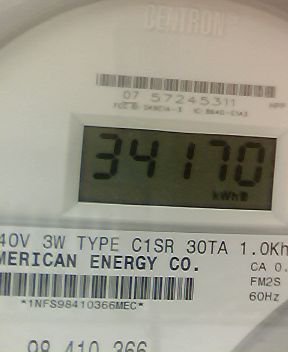 CENTRON®
07 57245311
34170
kWh
40V 3W TYPE C1SR 30TA 1.0Kh
MERICAN ENERGY CO.
CA 0.
FM2S
60Hz
*1NFS98410366MEC*
98 410 366